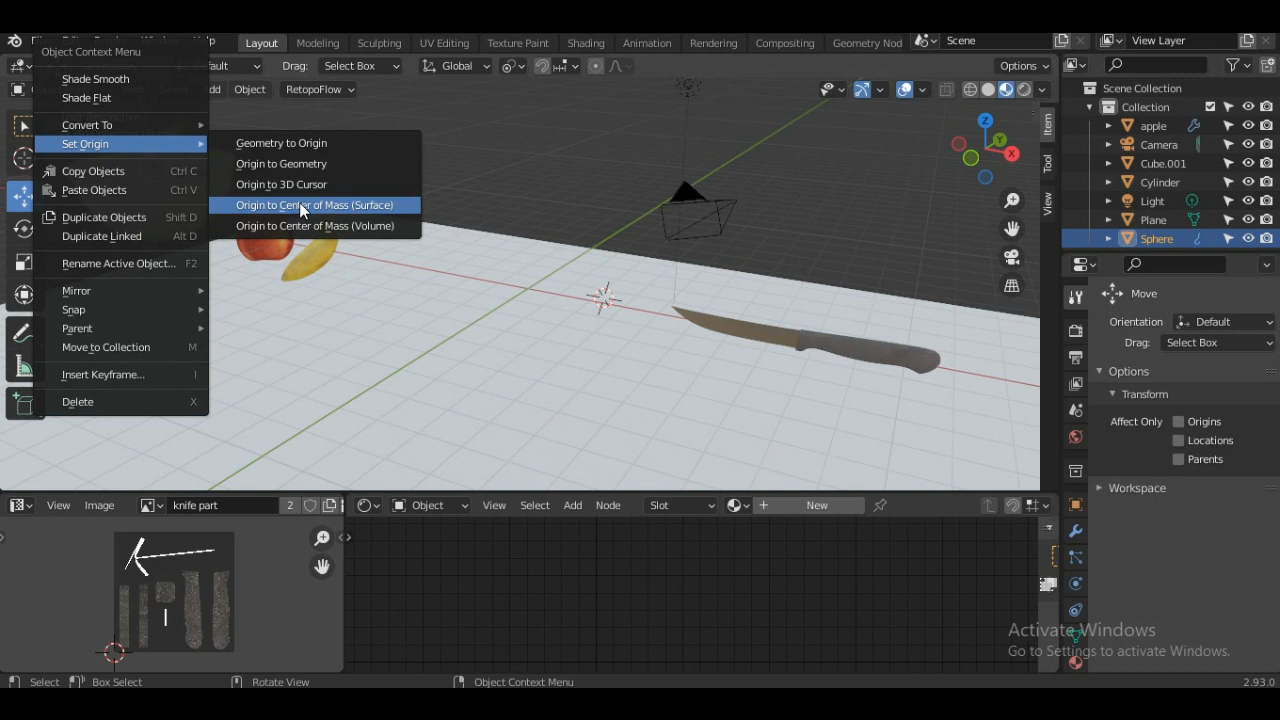 Help
Layout Modeling Sculpting UV Editing Texture Paint Shading Animation Rendering Compositing Geometry Nod
Scene
View Layer
Object Context Menu
Drag: Select Box
Global
Options
Object
RetopoFlow
Shade Smooth
Shade Flat
Convert To
Set Origin
Copy Objects Ctrl C
Paste Objects Ctrl V
Duplicate Objects Shift D
Duplicate Linked Alt D
Rename Active Object... F2
Mirror
Snap
Parent
Move to Collection M
Insert Keyframe... I
Delete X
Geometry to Origin
Origin to Geometry
Origin to 3D Cursor
Origin to Center of Mass (Surface)
Origin to Center of Mass (Volume)
Z
Y
X
Item
Tool
View
Scene Collection
Collection
apple
Camera
Cube.001
Cylinder
Light
Plane
Sphere
Move
Orientation Default
Drag: Select Box
Options
Transform
Affect Only Origins
Locations
Parents
Workspace
View Image knife part 2
Object View Select Add Node Slot New
Activate Windows
Go to Settings to activate Windows.
Select Box Select Rotate View Object Context Menu 2.93.0